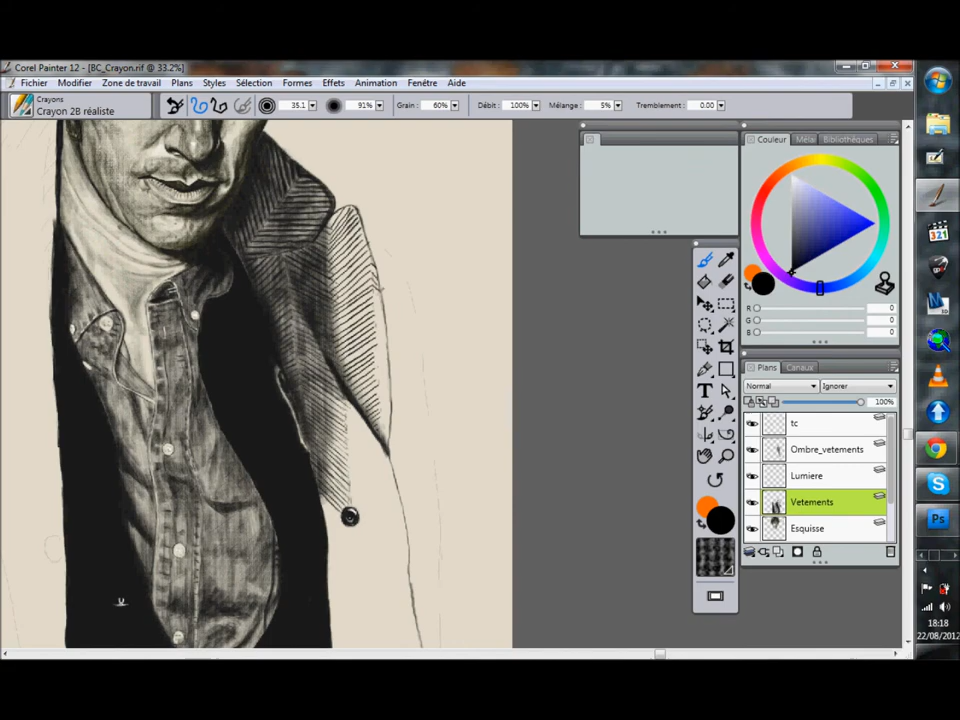 Corel Painter 12 - [BC_Crayon.rif @ 33.2%]
Fichier Modifier Zone de travail Plans Styles Sélection Formes Effets Animation Fenêtre Aide
Crayons
Crayon 2B réaliste
35.1 91% Grain : 60% Débit : 100% Mélange : 5% Tremblement : 0.00
Couleur Méla Bibliothèques
R 0
G 0
B 0
Plans Canaux
Normal Ignorer
100%
tc
Ombre_vetements
Lumiere
Vetements
Esquisse
321
Ps
18:18
22/08/2012